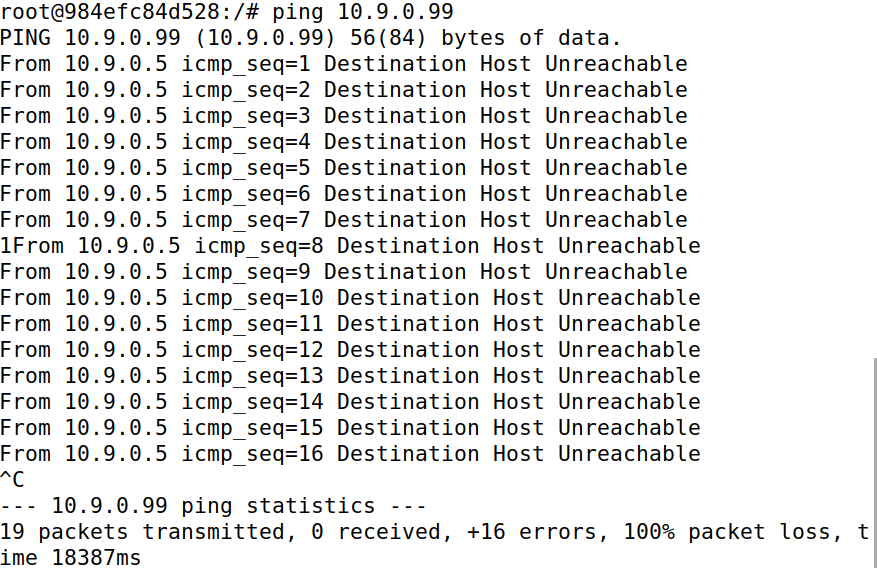 root@984efc84d528:/# ping 10.9.0.99
PING 10.9.0.99 (10.9.0.99) 56(84) bytes of data.
From 10.9.0.5 icmp_seq=1 Destination Host Unreachable
From 10.9.0.5 icmp_seq=2 Destination Host Unreachable
From 10.9.0.5 icmp_seq=3 Destination Host Unreachable
From 10.9.0.5 icmp_seq=4 Destination Host Unreachable
From 10.9.0.5 icmp_seq=5 Destination Host Unreachable
From 10.9.0.5 icmp_seq=6 Destination Host Unreachable
From 10.9.0.5 icmp_seq=7 Destination Host Unreachable
1From 10.9.0.5 icmp_seq=8 Destination Host Unreachable
From 10.9.0.5 icmp_seq=9 Destination Host Unreachable
From 10.9.0.5 icmp_seq=10 Destination Host Unreachable
From 10.9.0.5 icmp_seq=11 Destination Host Unreachable
From 10.9.0.5 icmp_seq=12 Destination Host Unreachable
From 10.9.0.5 icmp_seq=13 Destination Host Unreachable
From 10.9.0.5 icmp_seq=14 Destination Host Unreachable
From 10.9.0.5 icmp_seq=15 Destination Host Unreachable
From 10.9.0.5 icmp_seq=16 Destination Host Unreachable
^C
--- 10.9.0.99 ping statistics ---
19 packets transmitted, 0 received, +16 errors, 100% packet loss, t
ime 18387ms